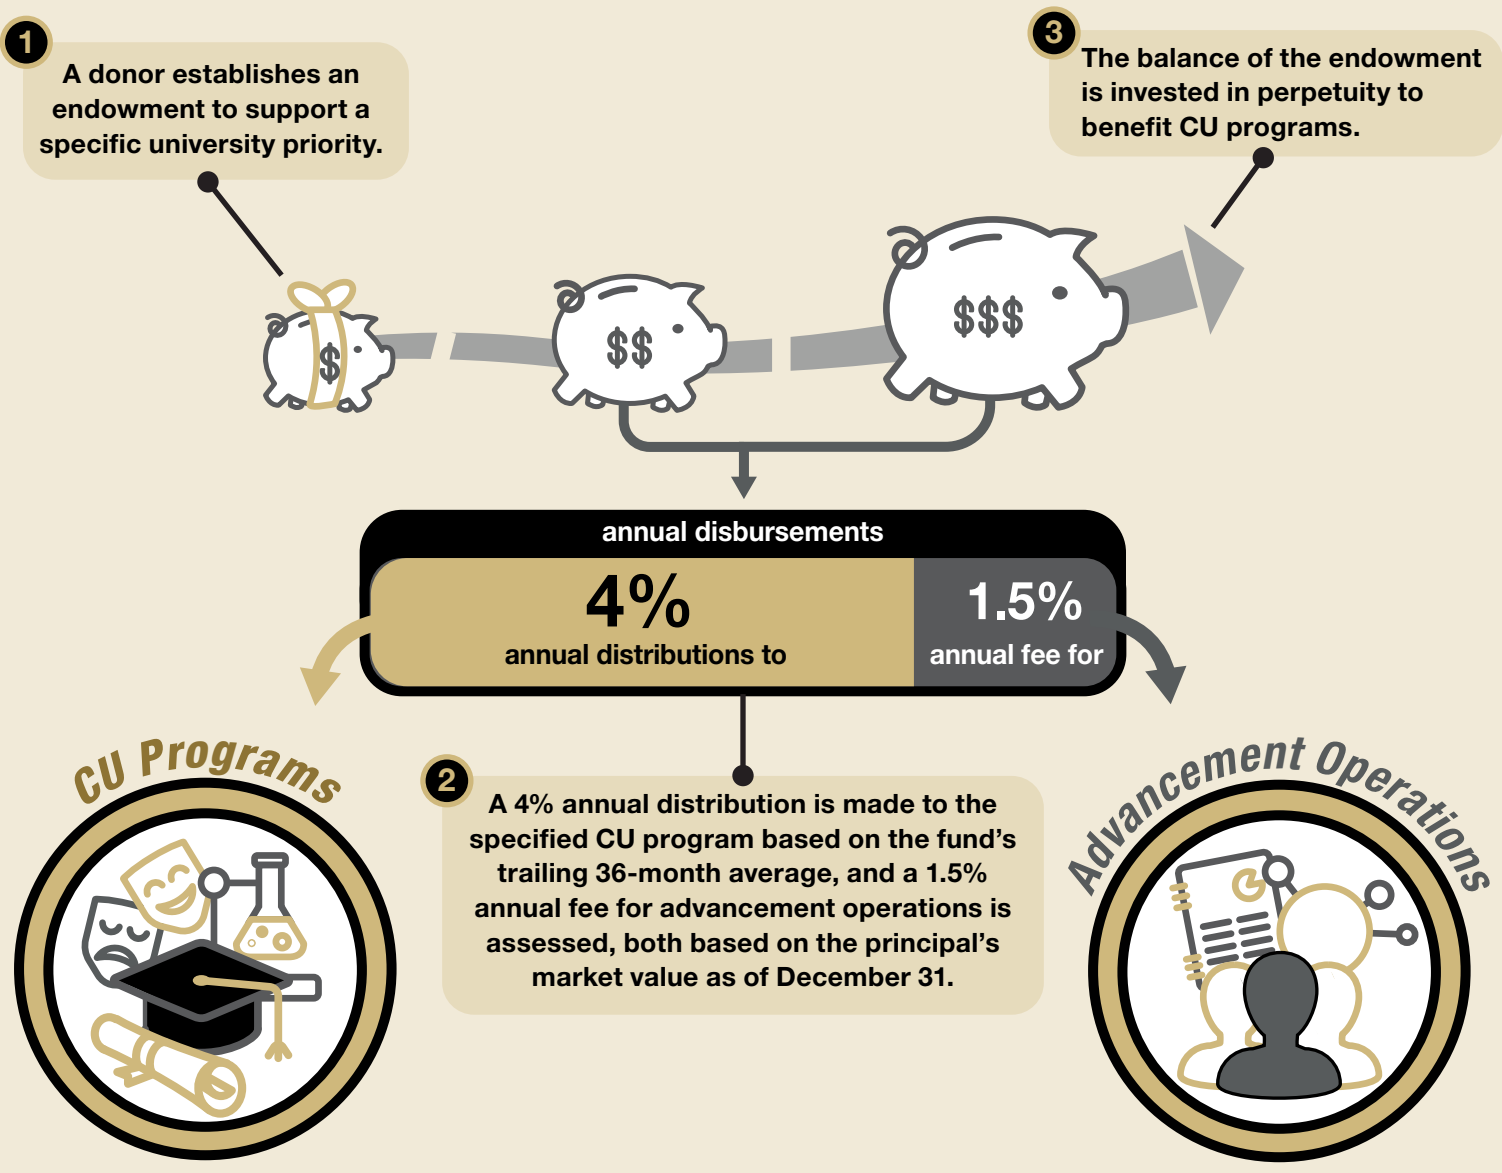 1
A donor establishes an
endowment to support a
specific university priority.
3
The balance of the endowment
is invested in perpetuity to
benefit CU programs.
$
$$
$$$
annual disbursements
4%
annual distributions to
1.5%
annual fee for
CU Programs
2
A 4% annual distribution is made to the
specified CU program based on the fund’s
trailing 36-month average, and a 1.5%
annual fee for advancement operations is
assessed, both based on the principal’s
market value as of December 31.
Advancement Operations